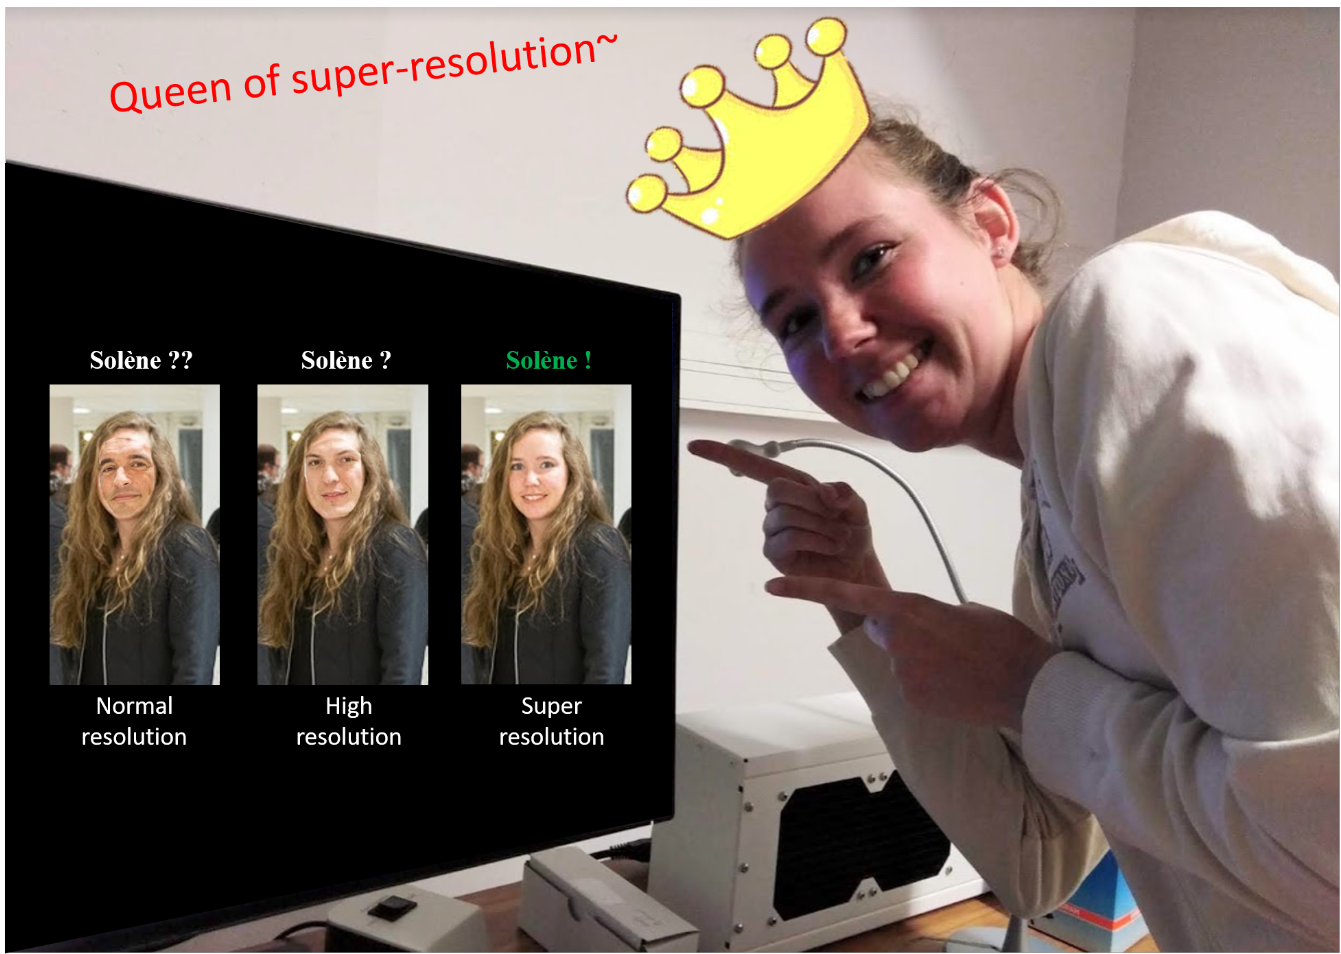 Queen of super-resolution~
Solène ??
Solène ?
Solène !
Normal
resolution
High
resolution
Super
resolution